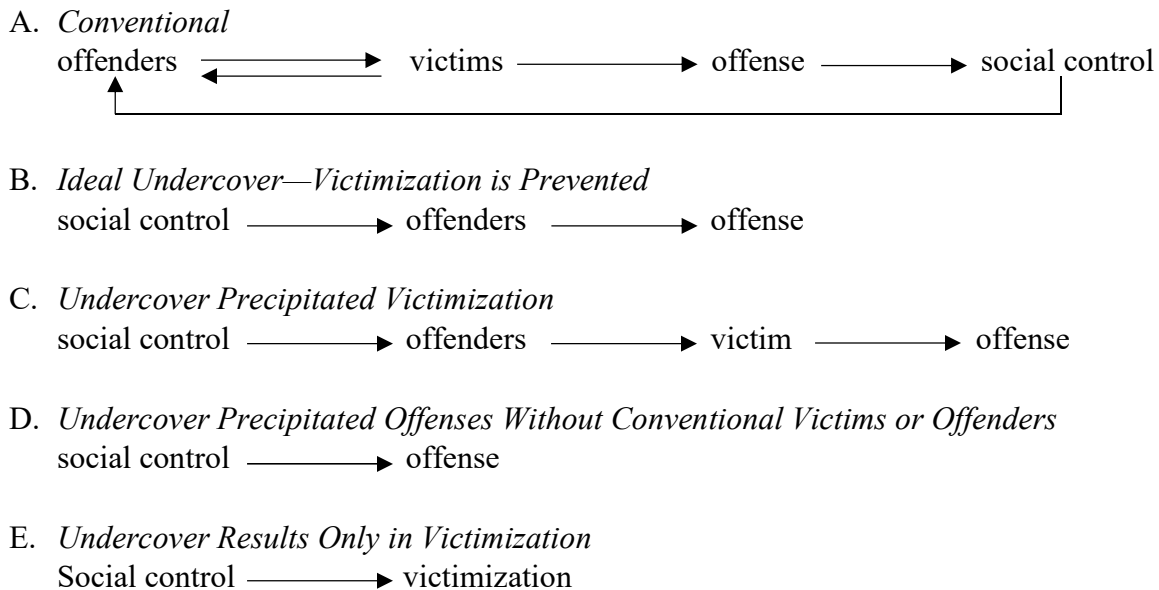 A. Conventional
offenders victims offense social control
B. Ideal Undercover—Victimization is Prevented
social control offenders offense
C. Undercover Precipitated Victimization
social control offenders victim offense
D. Undercover Precipitated Offenses Without Conventional Victims or Offenders
social control offense
E. Undercover Results Only in Victimization
Social control victimization